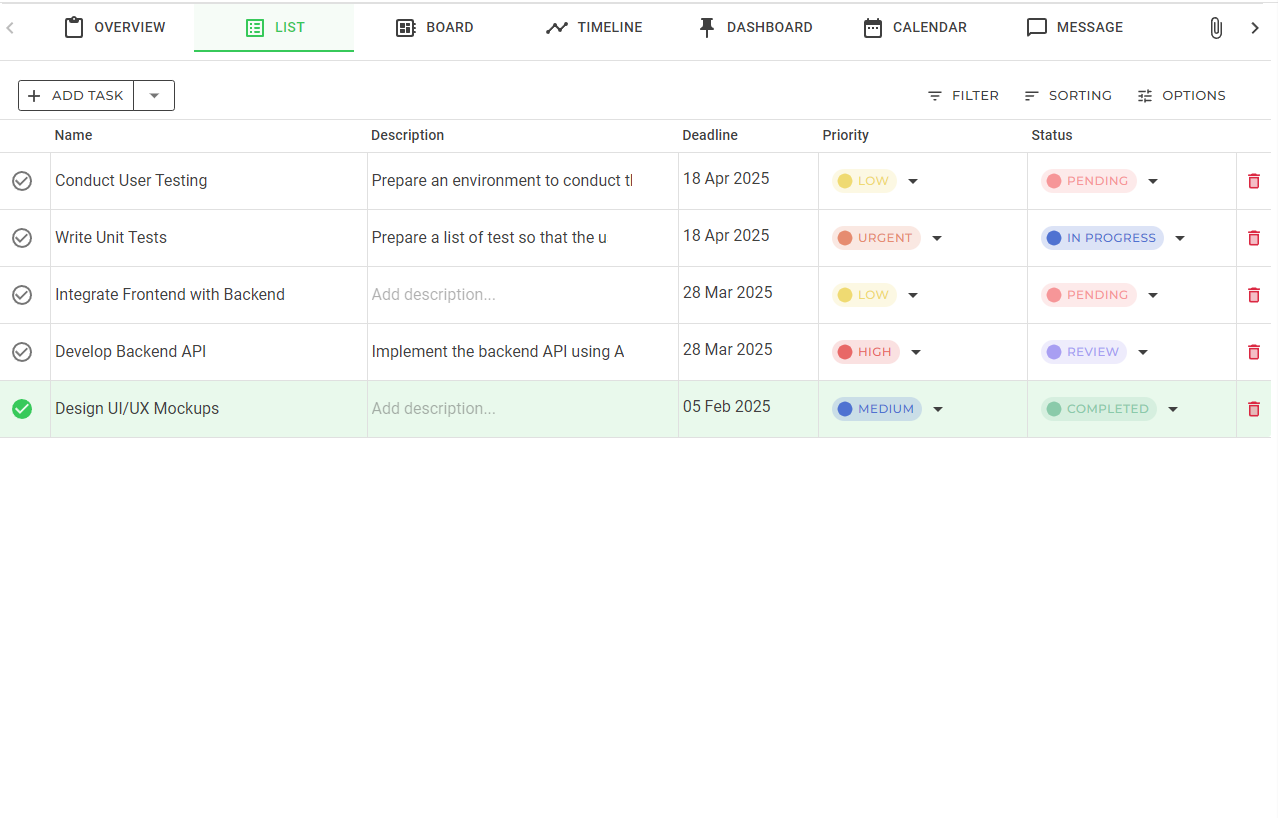 OVERVIEW LIST BOARD TIMELINE DASHBOARD CALENDAR MESSAGE
ADD TASK FILTER SORTING OPTIONS
Name Description Deadline Priority Status
Conduct User Testing Prepare an environment to conduct 18 Apr 2025 LOW PENDING
Write Unit Tests Prepare a list of test so that the u 18 Apr 2025 URGENT IN PROGRESS
Integrate Frontend with Backend Add description... 28 Mar 2025 LOW PENDING
Develop Backend API Implement the backend API using A 28 Mar 2025 HIGH REVIEW
Design UI/UX Mockups Add description... 05 Feb 2025 MEDIUM COMPLETED